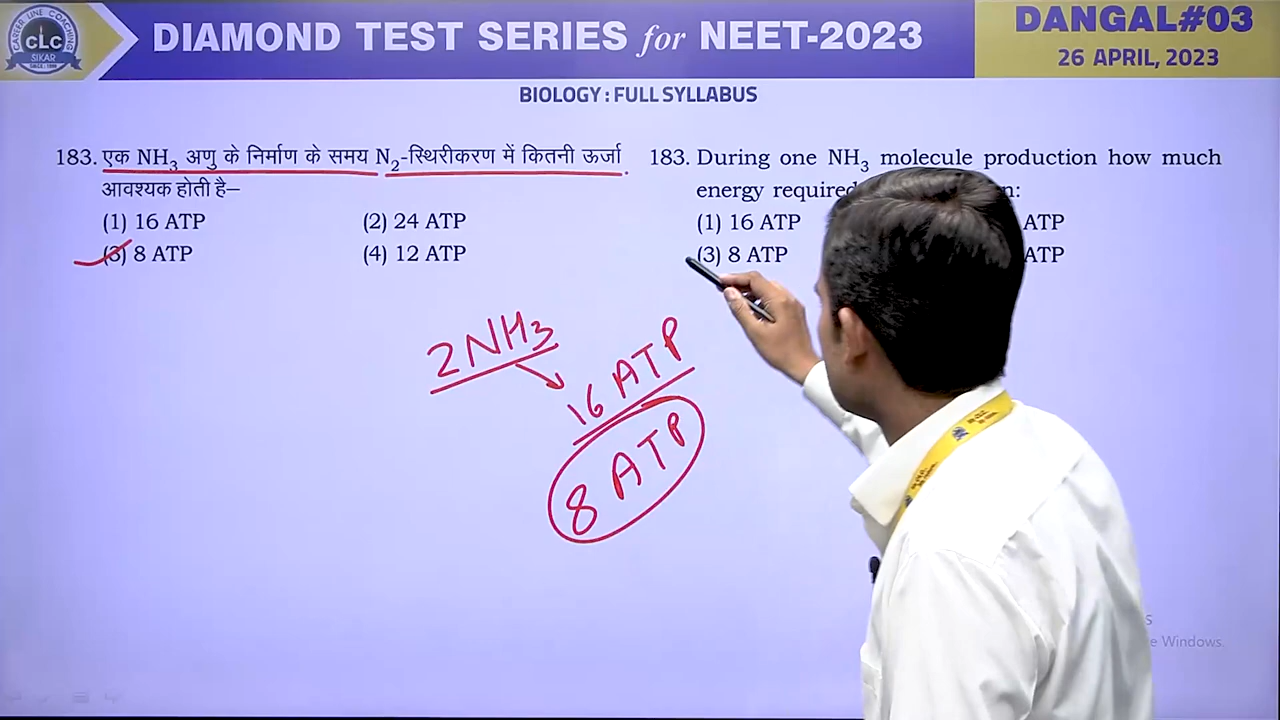 CAREER LINE COACHING
CLC
SIKAR
DIAMOND TEST SERIES for NEET-2023
DANGAL#03
26 APRIL, 2023
BIOLOGY : FULL SYLLABUS
183. एक NH₃ अणु के निर्माण के समय N₂-स्थिरीकरण में कितनी ऊर्जा
आवश्यक होती है–
(1) 16 ATP (2) 24 ATP
(3) 8 ATP (4) 12 ATP
183. During one NH₃ molecule production how much
energy required n:
(1) 16 ATP ATP
(3) 8 ATP ATP
2NH₃
16 ATP
8 ATP
s
e Windows.